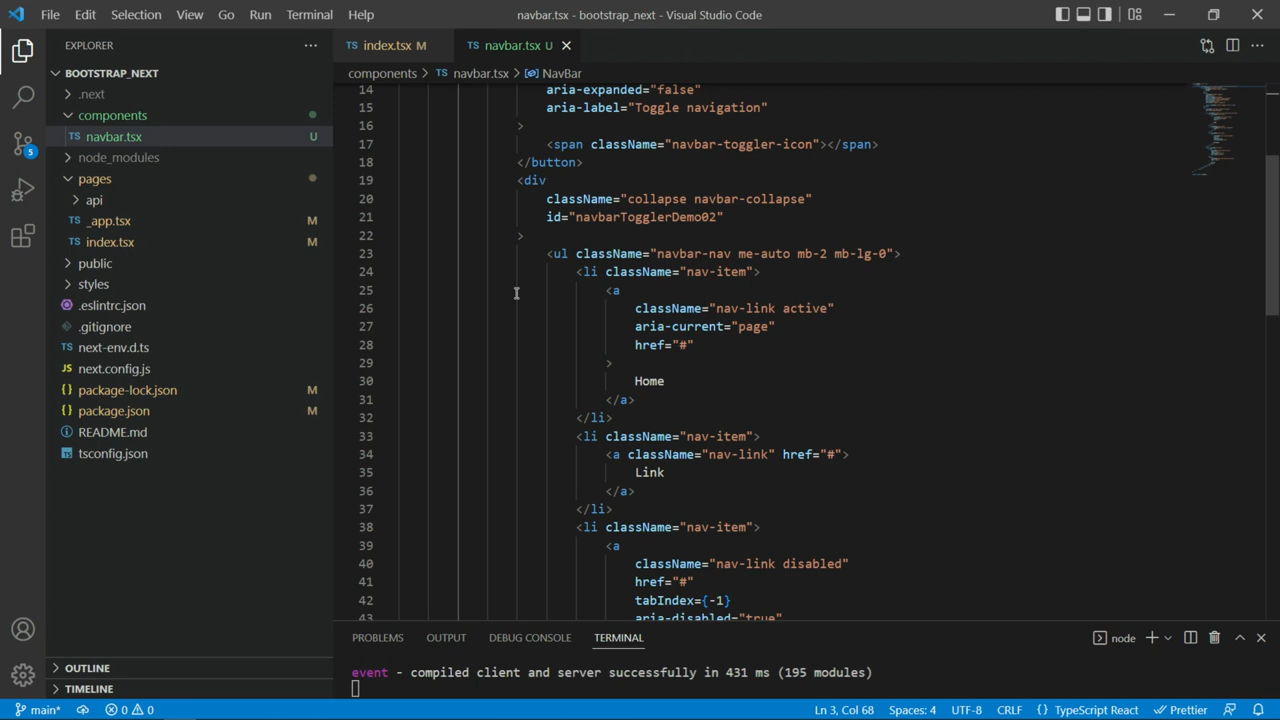 File Edit Selection View Go Run Terminal Help
navbar.tsx - bootstrap_next - Visual Studio Code
EXPLORER
BOOTSTRAP_NEXT
.next
components
TS navbar.tsx U
node_modules
pages
api
TS _app.tsx M
TS index.tsx M
public
styles
.eslintrc.json
.gitignore
TS next-env.d.ts
JS next.config.js
{} package-lock.json M
{} package.json M
README.md
tsconfig.json
OUTLINE
TIMELINE
5
TS index.tsx M TS navbar.tsx U
components > TS navbar.tsx > NavBar
14 aria-expanded="false"
15 aria-label="Toggle navigation"
16 >
17 <span className="navbar-toggler-icon"></span>
18 </button>
19 <div
20 className="collapse navbar-collapse"
21 id="navbarTogglerDemo02"
22 >
23 <ul className="navbar-nav me-auto mb-2 mb-lg-0">
24 <li className="nav-item">
25 <a
26 className="nav-link active"
27 aria-current="page"
28 href="#"
29 >
30 Home
31 </a>
32 </li>
33 <li className="nav-item">
34 <a className="nav-link" href="#">
35 Link
36 </a>
37 </li>
38 <li className="nav-item">
39 <a
40 className="nav-link disabled"
41 href="#"
42 tabIndex={-1}
43 aria-disabled="true"
PROBLEMS OUTPUT DEBUG CONSOLE TERMINAL
node
event - compiled client and server successfully in 431 ms (195 modules)
main* 0 0
Ln 3, Col 68 Spaces: 4 UTF-8 CRLF {} TypeScript React Prettier